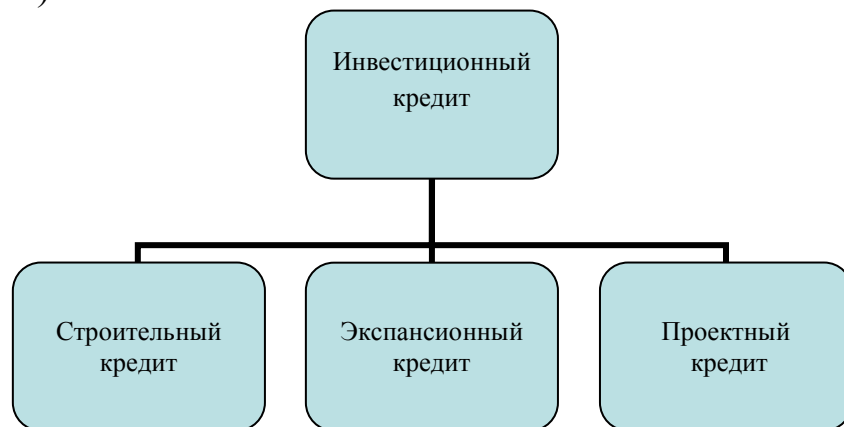 )
Инвестиционный
кредит
Строительный
кредит
Экспансионный
кредит
Проектный
кредит